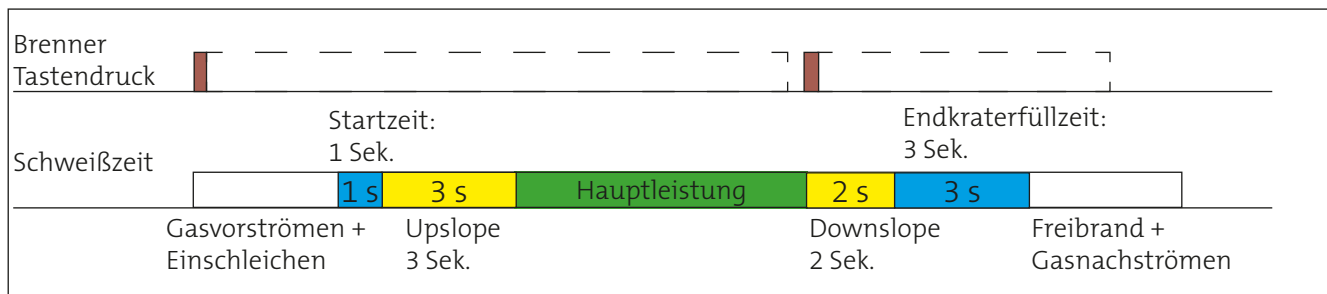 Brenner
Tastendruck
Startzeit:
1 Sek.
Endkraterfüllzeit:
3 Sek.
Schweißzeit
1 s 3 s Hauptleistung 2 s 3 s
Gasvorströmen +
Einschleichen
Upslope
3 Sek.
Downslope
2 Sek.
Freibrand +
Gasnachströmen